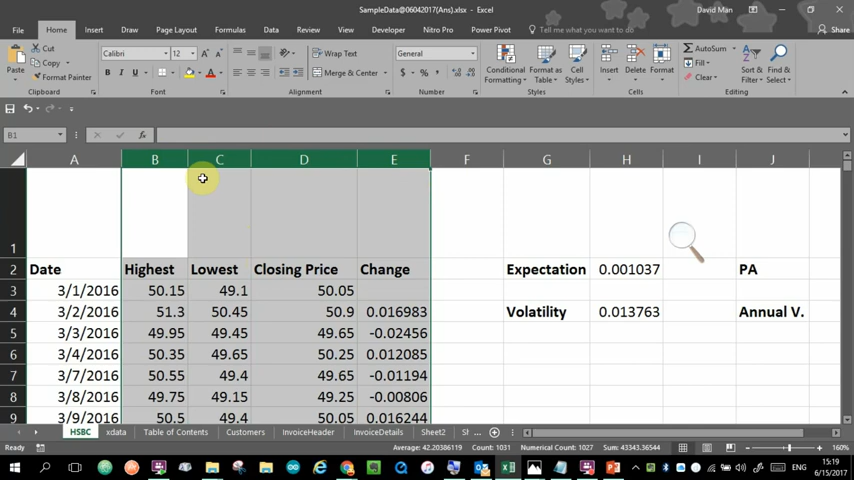 SampleData@06042017(Ans).xlsx - Excel
David Man
File Home Insert Draw Page Layout Formulas Data Review View Developer Nitro Pro Power Pivot Tell me what you want to do Share
Cut
Copy
Format Painter
Paste
Clipboard
Calibri 12
B I U
Font
Wrap Text
Merge & Center
Alignment
General
$ % ,
Number
Conditional Formatting
Format as Table
Cell Styles
Styles
Insert Delete Format
Cells
AutoSum
Fill
Clear
Sort & Filter
Find & Select
Editing
B1 fx
A B C D E F G H I J
1
2 Date Highest Lowest Closing Price Change Expectation 0.001037 PA
3 3/1/2016 50.15 49.1 50.05
4 3/2/2016 51.3 50.45 50.9 0.016983 Volatility 0.013763 Annual V.
5 3/3/2016 49.95 49.45 49.65 -0.02456
6 3/4/2016 50.35 49.65 50.25 0.012085
7 3/7/2016 50.55 49.4 49.65 -0.01194
8 3/8/2016 49.75 49.15 49.25 -0.00806
9 3/9/2016 50.5 49.4 50.05 0.016244
HSBC xdata Table of Contents Customers InvoiceHeader InvoiceDetails Sheet2 Sl ...
Ready Average: 42.20386119 Count: 1031 Numerical Count: 1027 Sum: 43343.36544 160%
ENG
15:19
6/15/2017